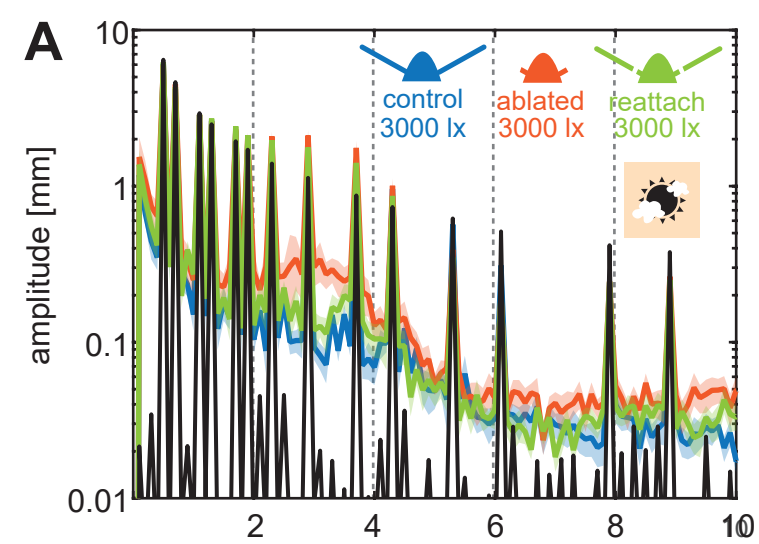 A
10
control
3000 lx
ablated
3000 lx
reattach
3000 lx
amplitude [mm]
1
0.1
0.01
2
4
6
8
10